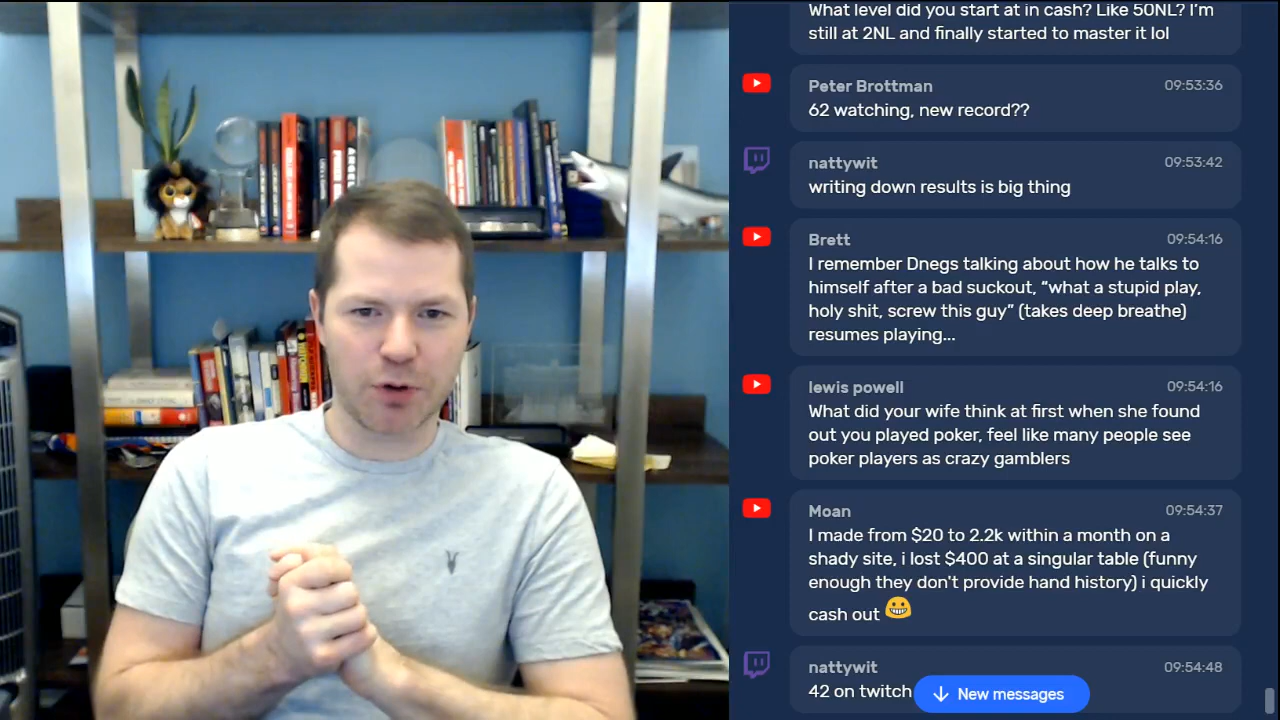 What level did you start at in cash? Like 50NL? I'm
still at 2NL and finally started to master it lol
Peter Brottman
09:53:36
62 watching, new record??
nattywit
09:53:42
writing down results is big thing
Brett
09:54:16
I remember Dnegs talking about how he talks to
himself after a bad suckout, “what a stupid play,
holy shit, screw this guy” (takes deep breathe)
resumes playing...
lewis powell
09:54:16
What did your wife think at first when she found
out you played poker, feel like many people see
poker players as crazy gamblers
Moan
09:54:37
I made from $20 to 2.2k within a month on a
shady site, i lost $400 at a singular table (funny
enough they don't provide hand history) i quickly
cash out 😀
nattywit
09:54:48
42 on twitch
New messages